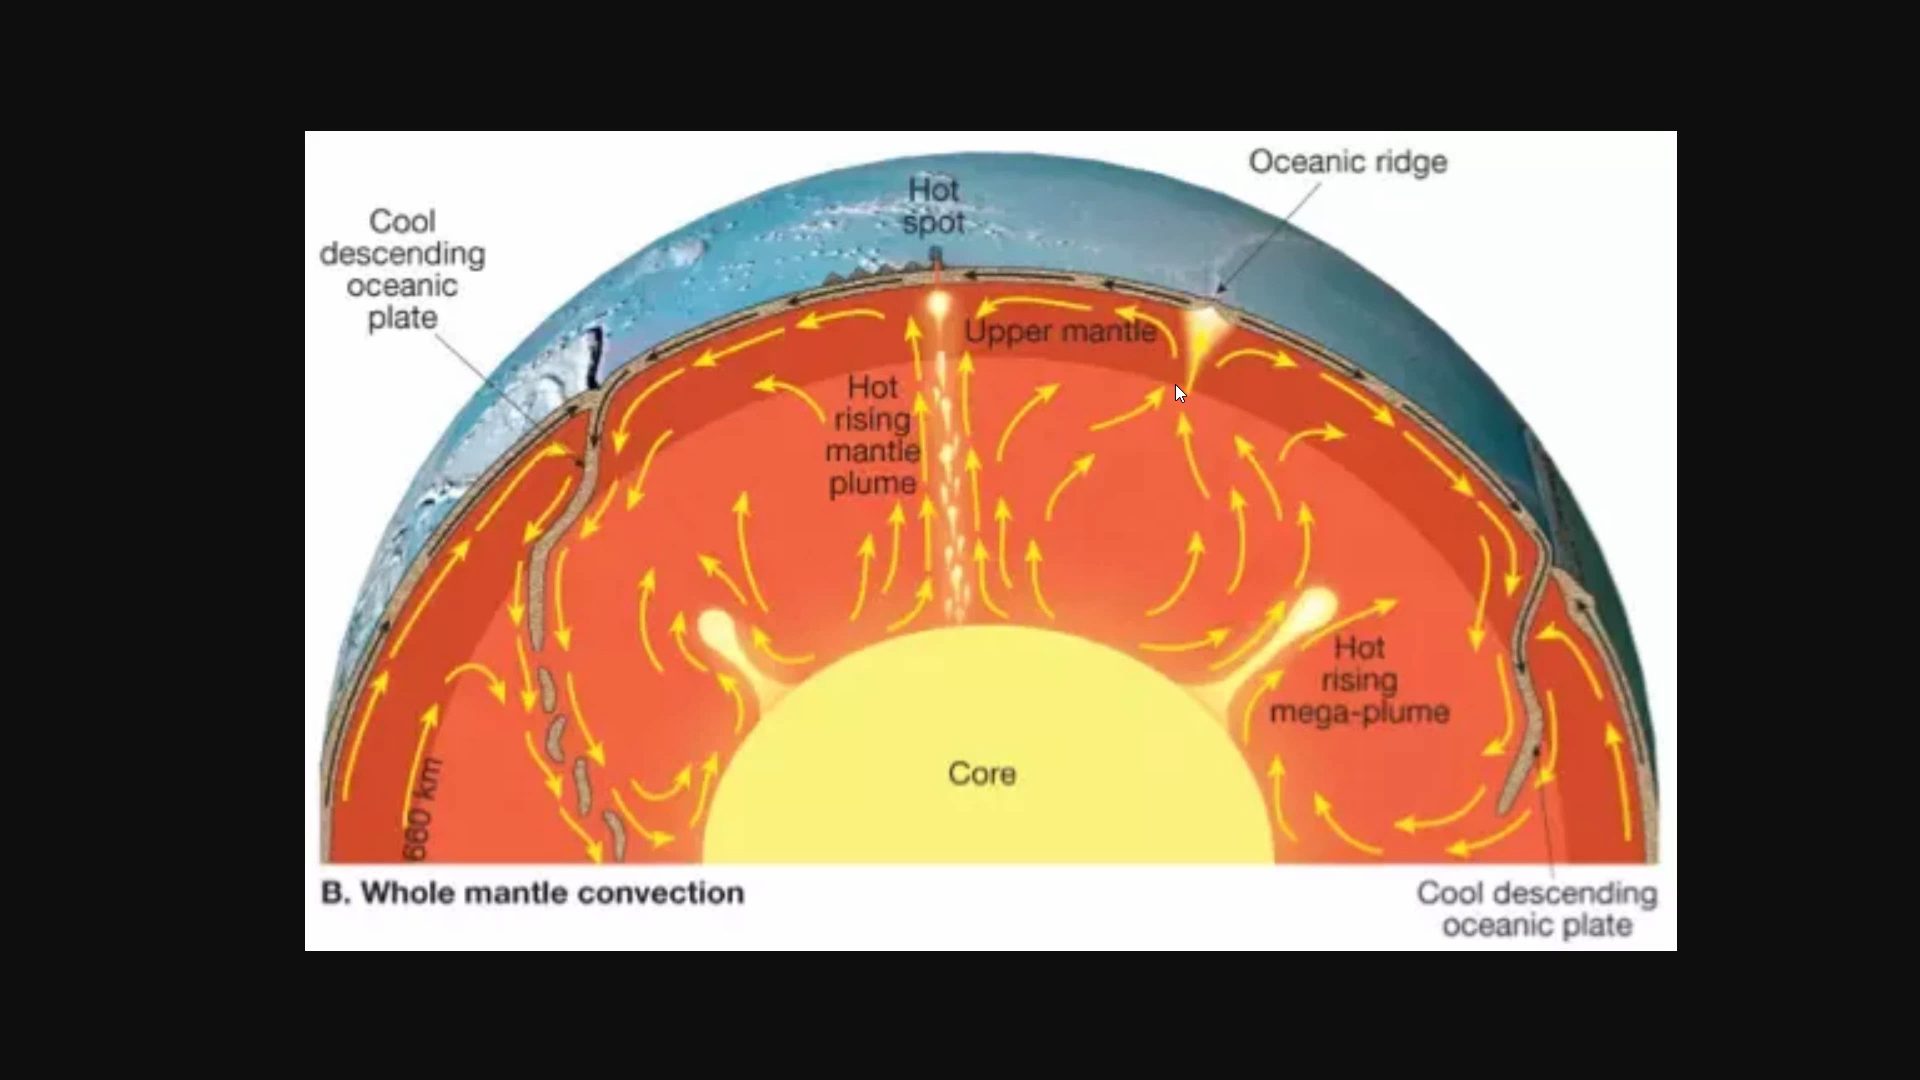 Oceanic ridge
Hot
spot
Cool
descending
oceanic
plate
Upper mantle
Hot
rising
mantle
plume
Hot
rising
mega-plume
Core
660 km
B. Whole mantle convection
Cool descending
oceanic plate